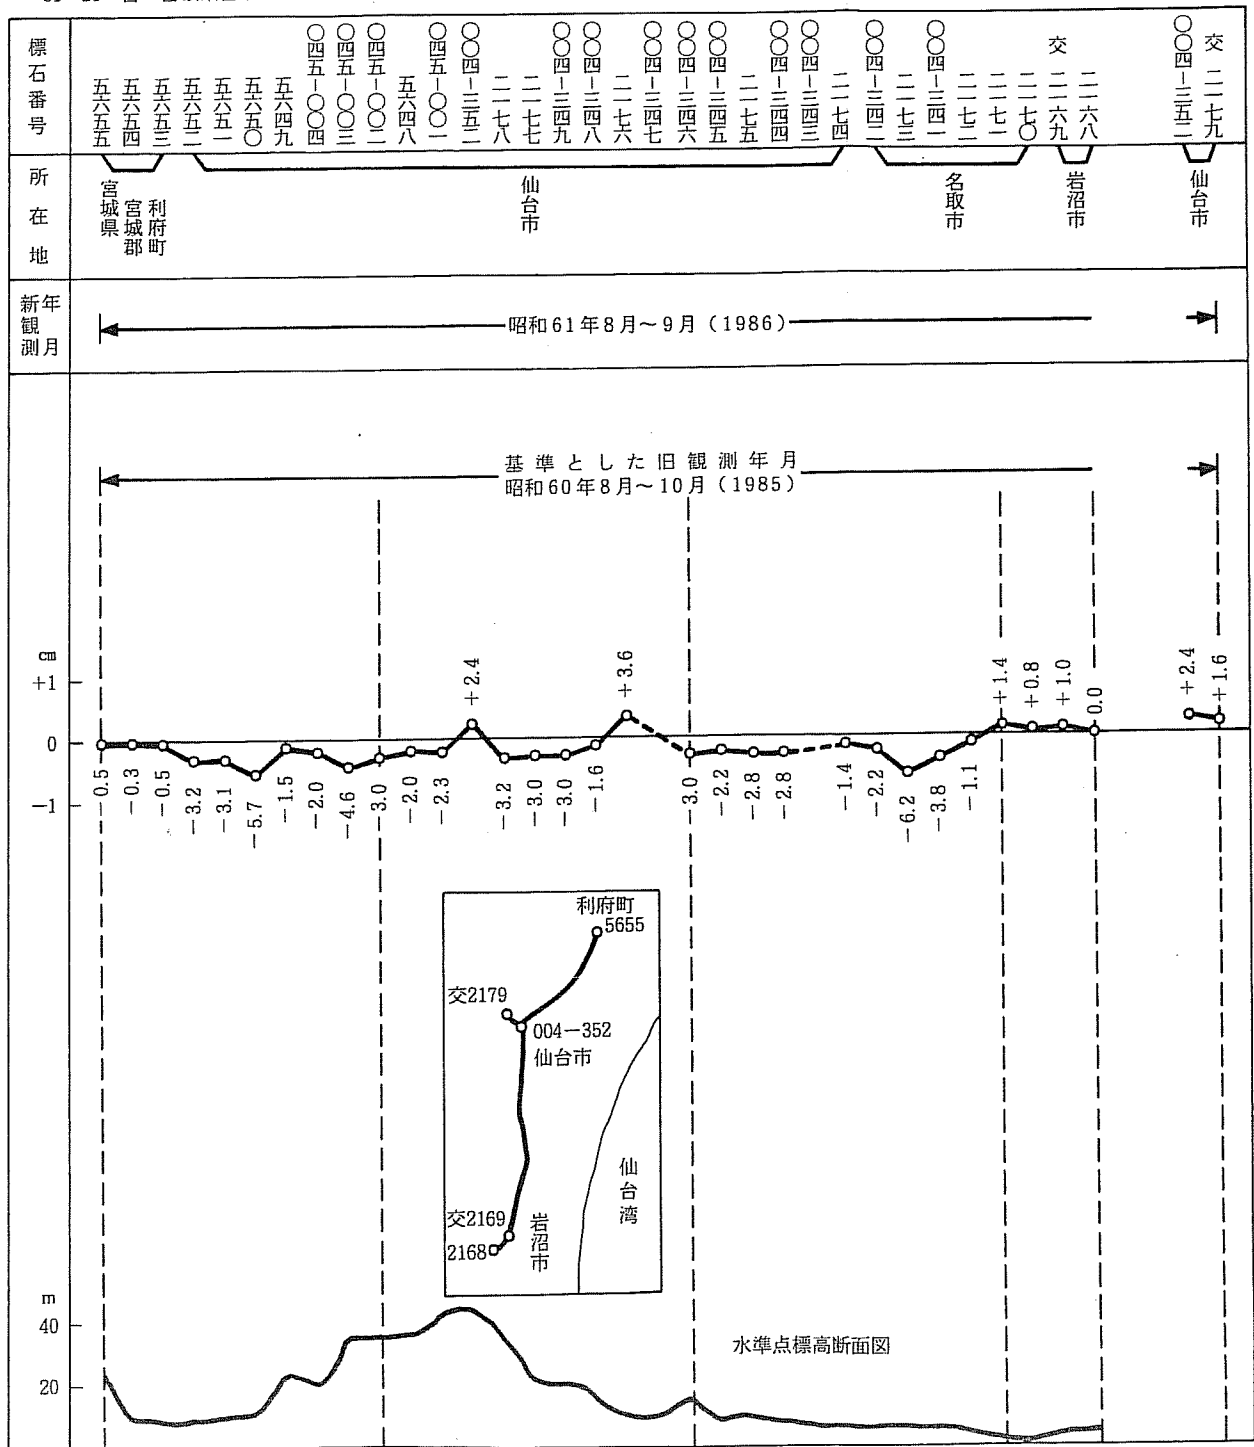 標石番号
五六五五
五六五四
五六五三
五六五二
五六五一
五六五〇
五六四九
〇四五-〇〇四
〇四五-〇〇三
〇四五-〇〇二
五六四八
〇四五-〇〇一
〇〇四-三五二
二一七八
二一七七
〇〇四-三四九
〇〇四-三四八
二一七六
〇〇四-三四七
〇〇四-三四六
〇〇四-三四五
二一七五
〇〇四-三四四
〇〇四-三四三
二一七四
〇〇四-三四二
二一七三
〇〇四-三四一
二一七二
二一七一
二一七〇
交二一六九
二一六八
〇〇四-三五二
交二一七九
所在地
宮城県
宮城郡
利府町
仙台市
名取市
岩沼市
仙台市
新観測年月
昭和61年8月～9月(1986)
基準とした旧観測年月
昭和60年8月～10月(1985)
cm
+1
0
-1
-0.5
-0.3
-0.5
-3.2
-3.1
-5.7
-1.5
-2.0
-4.6
-3.0
-2.0
-2.3
+2.4
-3.2
-3.0
-3.0
-1.6
+3.6
-3.0
-2.2
-2.8
-2.8
-1.4
-2.2
-6.2
-3.8
-1.1
+1.4
+0.8
+1.0
0.0
+2.4
+1.6
利府町
5655
交2179
004-352
仙台市
仙台湾
交2169
岩沼市
2168
m
40
20
水準点標高断面図